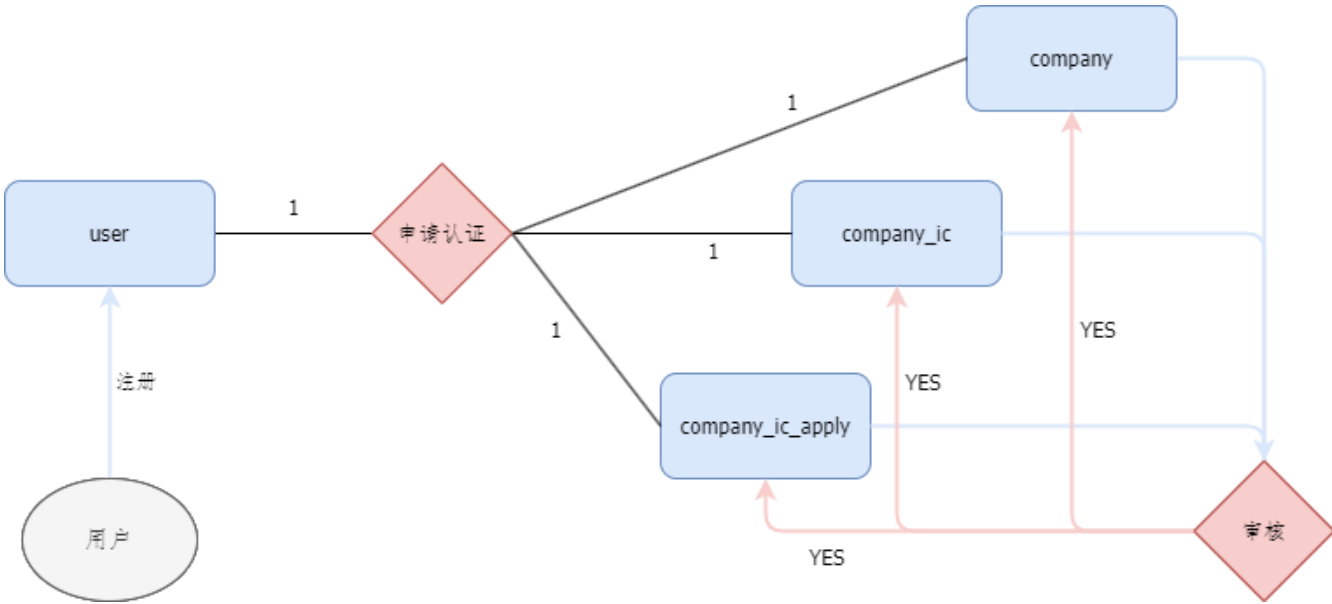 company
1
user
1
申请认证
company_ic
1
1
YES
注册
YES
company_ic_apply
用户
审核
YES